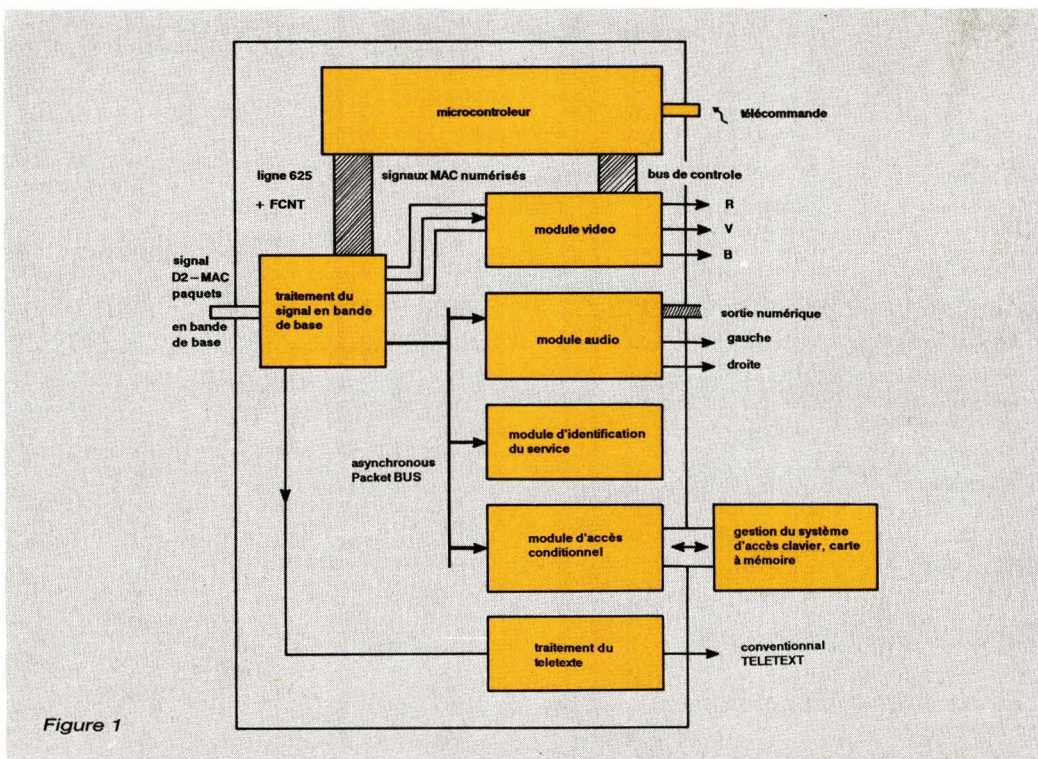 microcontroleur
télécommande
ligne 625
+ FCNT
signaux MAC numérisés
bus de controle
signal
D2–MAC
paquets
en bande
de base
traitement du
signal en bande
de base
module video
R
V
B
module audio
sortie numérique
gauche
droite
module d'identification
du service
asynchronous
Packet BUS
module d'accès
conditionnel
gestion du système
d'accès clavier, carte
à mémoire
traitement du
teletexte
conventionnal
TELETEXT
Figure 1